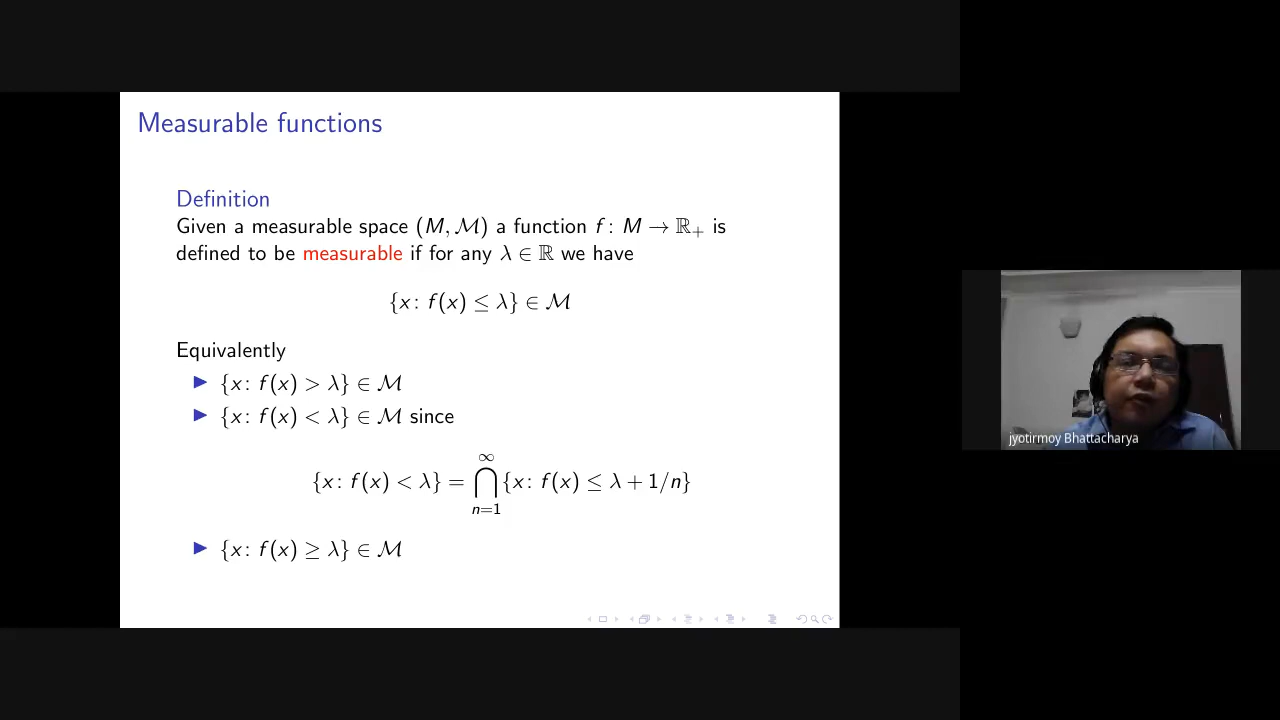 Measurable functions
Definition
Given a measurable space (M, ℳ) a function f : M → ℝ₊ is
defined to be measurable if for any λ ∈ ℝ we have
{x : f(x) ≤ λ} ∈ ℳ
Equivalently
▶ {x : f(x) > λ} ∈ ℳ
▶ {x : f(x) < λ} ∈ ℳ since
{x : f(x) < λ} = ⋂_{n=1}^{∞} {x : f(x) ≤ λ + 1/n}
▶ {x : f(x) ≥ λ} ∈ ℳ
jyotirmoy Bhattacharya